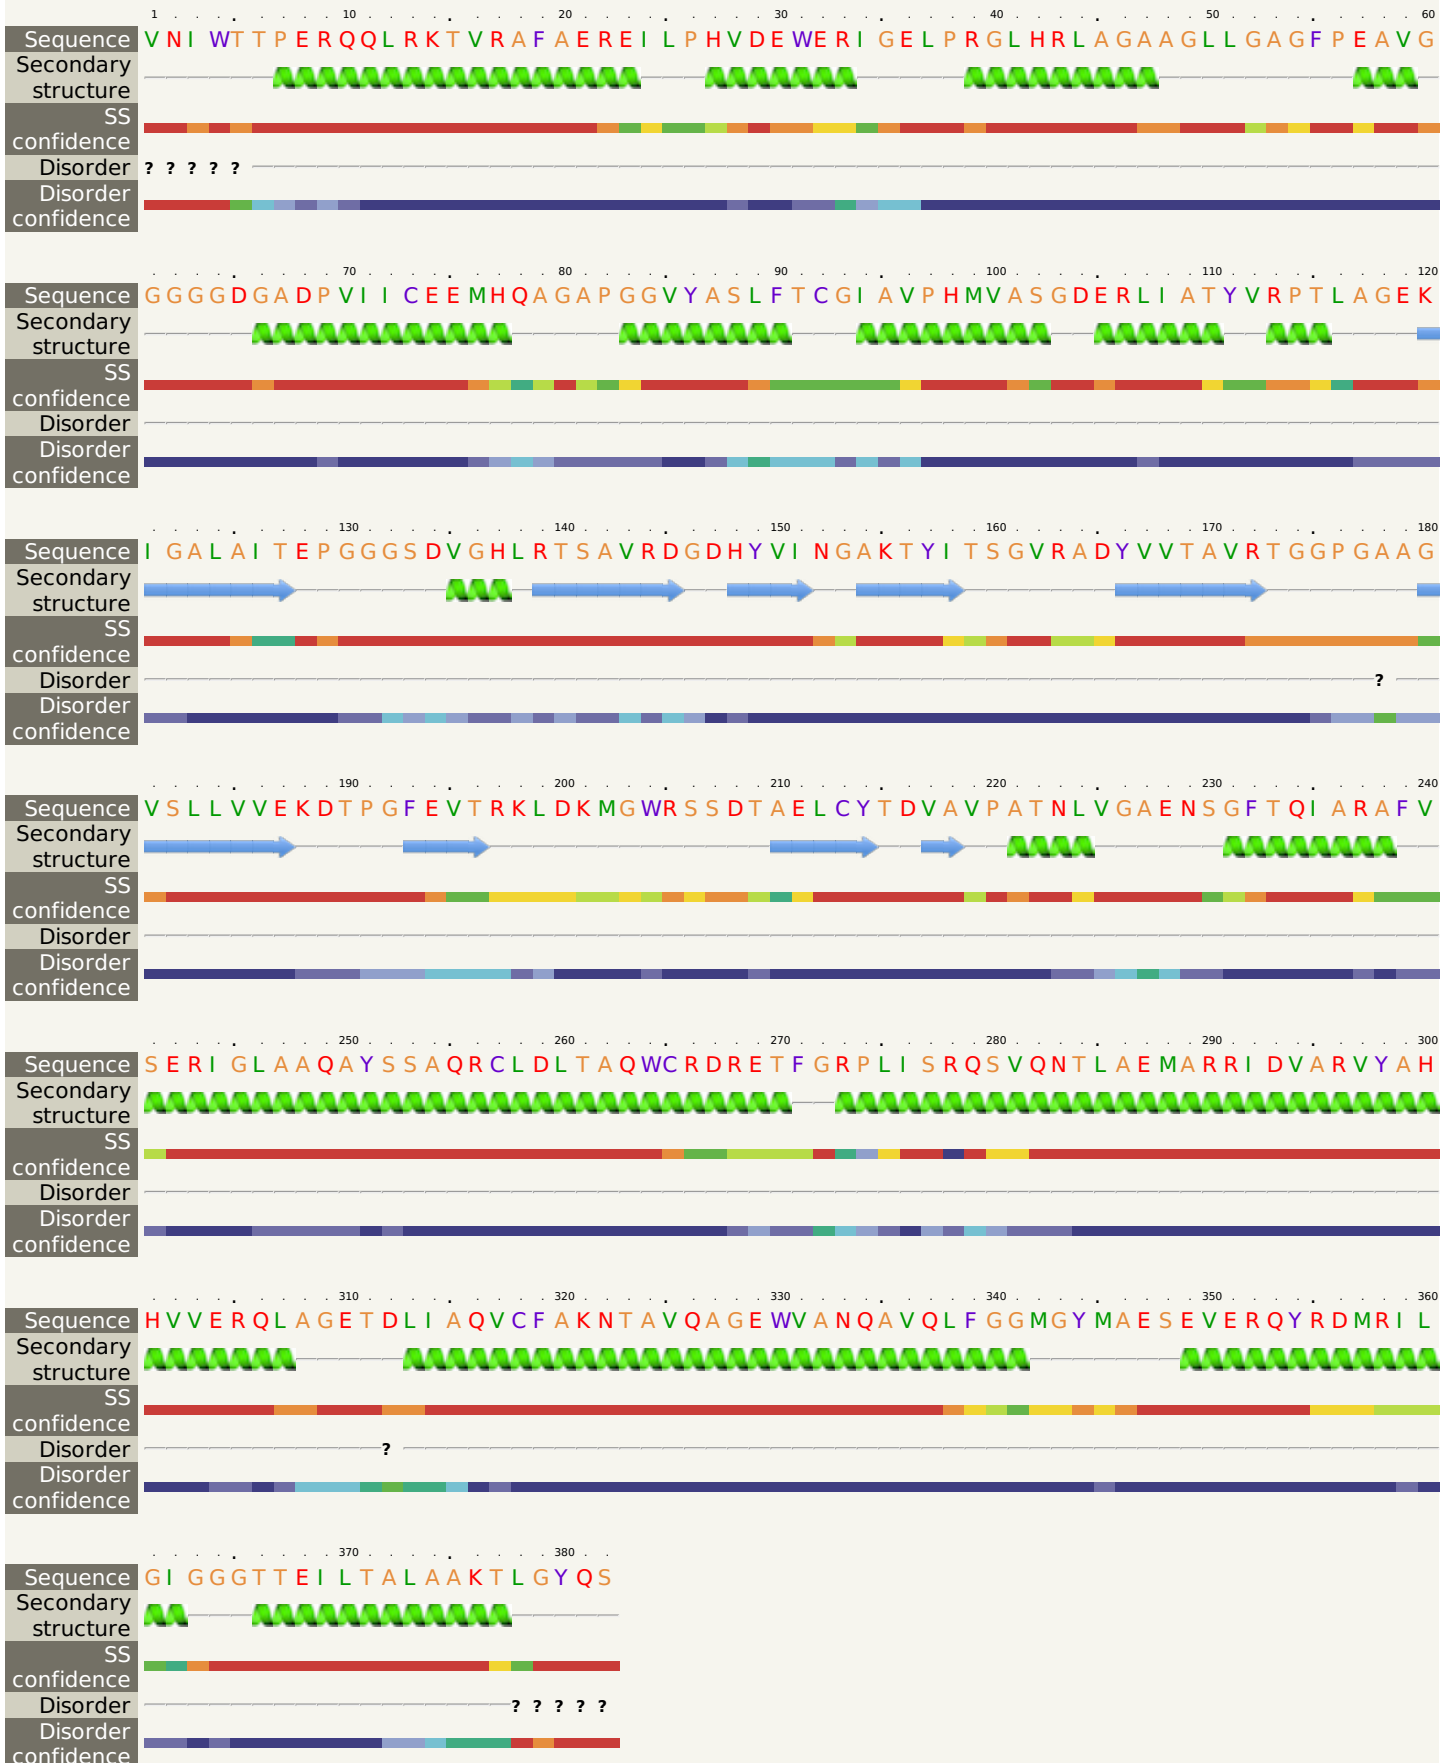 1 10 20 30 40 50 60
Sequence VNIWTTPERQQLRKTVRAFAEREILPHVDEWERIGELPRGLHRLAGAAGLLGAGFPEAVG
Secondary
structure
SS
confidence
Disorder ? ? ? ? ?
Disorder
confidence
70 80 90 100 110 120
Sequence GGGGDGADPVIICEEMHQAGAPGGVYASLFTCGIAVPHMVASGDERLIATYVRPTLAGEK
Secondary
structure
SS
confidence
Disorder
Disorder
confidence
130 140 150 160 170 180
Sequence IGALAITEPGGGSDVGHLRTSAVRDGDHYVINGAKTYITSGVRADYVVTAVRTGGPGAAG
Secondary
structure
SS
confidence
Disorder ?
Disorder
confidence
190 200 210 220 230 240
Sequence VSLLVVEKDTPGFEVTRKLDKMGWRSSDTAELCYTDVAVPATNLVGAENSGFTQIARAFV
Secondary
structure
SS
confidence
Disorder
Disorder
confidence
250 260 270 280 290 300
Sequence SERIGLAAQAYSSAQRCLDLTAQWCRDRETFGRPLISRQSVQNTLAEMARRIDVARVYAH
Secondary
structure
SS
confidence
Disorder
Disorder
confidence
310 320 330 340 350 360
Sequence HVVERQLAGETDLIAQVCFAKNTAVQAGEWVANQAVQLFGGMGYMAESEVERQYRDMRIL
Secondary
structure
SS
confidence
Disorder ?
Disorder
confidence
370 380
Sequence GIGGGTTEILTALAAKTLGYQS
Secondary
structure
SS
confidence
Disorder ? ? ? ? ?
Disorder
confidence